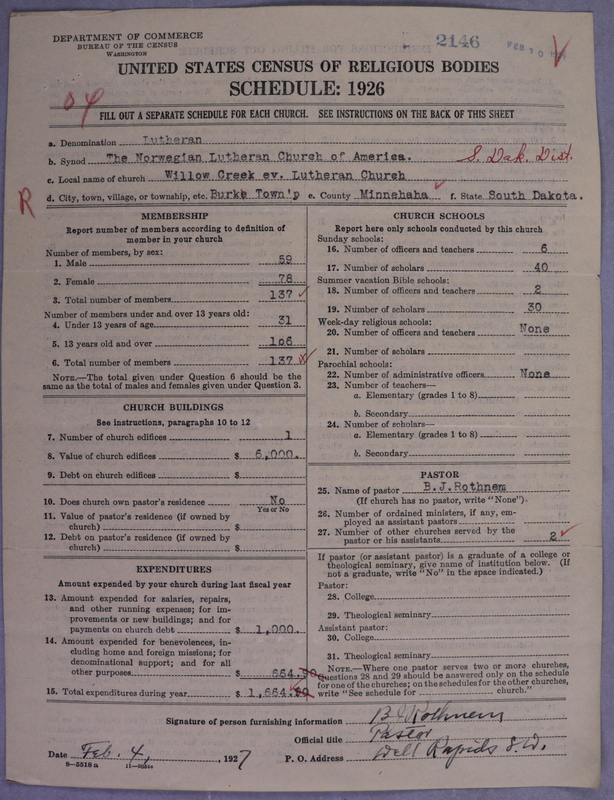 DEPARTMENT OF COMMERCE
BUREAU OF THE CENSUS
WASHINGTON
2146
FEB 10
UNITED STATES CENSUS OF RELIGIOUS BODIES
SCHEDULE: 1926
FILL OUT A SEPARATE SCHEDULE FOR EACH CHURCH. SEE INSTRUCTIONS ON THE BACK OF THIS SHEET
a. Denomination Lutheran
b. Synod The Norwegian Lutheran Church of America. S. Dak. Dist.
c. Local name of church Willow Creek ev. Lutheran Church
R d. City, town, village, or township, etc. Burke Town'p e. County Minnehaha f. State South Dakota.
MEMBERSHIP
Report number of members according to definition of
member in your church
Number of members, by sex:
1. Male 59
2. Female 78
3. Total number of members 137
Number of members under and over 13 years old:
4. Under 13 years of age 31
5. 13 years old and over 106
6. Total number of members 137
NOTE.—The total given under Question 6 should be the
same as the total of males and females given under Question 3.
CHURCH BUILDINGS
See instructions, paragraphs 10 to 12
7. Number of church edifices 1
8. Value of church edifices $ 6,000.
9. Debt on church edifices $
10. Does church own pastor's residence No
Yes or No
11. Value of pastor's residence (if owned by
church) $
12. Debt on pastor's residence (if owned by
church) $
EXPENDITURES
Amount expended by your church during last fiscal year
13. Amount expended for salaries, repairs,
and other running expenses; for im-
provements or new buildings; and for
payments on church debt $ 1,000.
14. Amount expended for benevolences, in-
cluding home and foreign missions; for
denominational support; and for all
other purposes $ 664.
15. Total expenditures during year $ 1,664.
CHURCH SCHOOLS
Report here only schools conducted by this church
Sunday schools:
16. Number of officers and teachers 6
17. Number of scholars 40
Summer vacation Bible schools:
18. Number of officers and teachers 2
19. Number of scholars 30
Week-day religious schools:
20. Number of officers and teachers None
21. Number of scholars
Parochial schools:
22. Number of administrative officers None
23. Number of teachers—
a. Elementary (grades 1 to 8)
b. Secondary
24. Number of scholars—
a. Elementary (grades 1 to 8)
b. Secondary
PASTOR
25. Name of pastor B.J.Rothnem
(If church has no pastor, write "None")
26. Number of ordained ministers, if any, em-
ployed as assistant pastors
27. Number of other churches served by the
pastor or his assistants 2
If pastor (or assistant pastor) is a graduate of a college or
theological seminary, give name of institution below. (If
not a graduate, write "No" in the space indicated.)
Pastor:
28. College
29. Theological seminary
Assistant pastor:
30. College
31. Theological seminary
NOTE.—Where one pastor serves two or more churches,
Questions 28 and 29 should be answered only on the schedule
for one of the churches; on the schedules for the other churches,
write "See schedule for church."
Signature of person furnishing information B J Rothnem
Official title Pastor
Date Feb. 4, 1927 P. O. Address Dell Rapids S.D.
8—5518 a